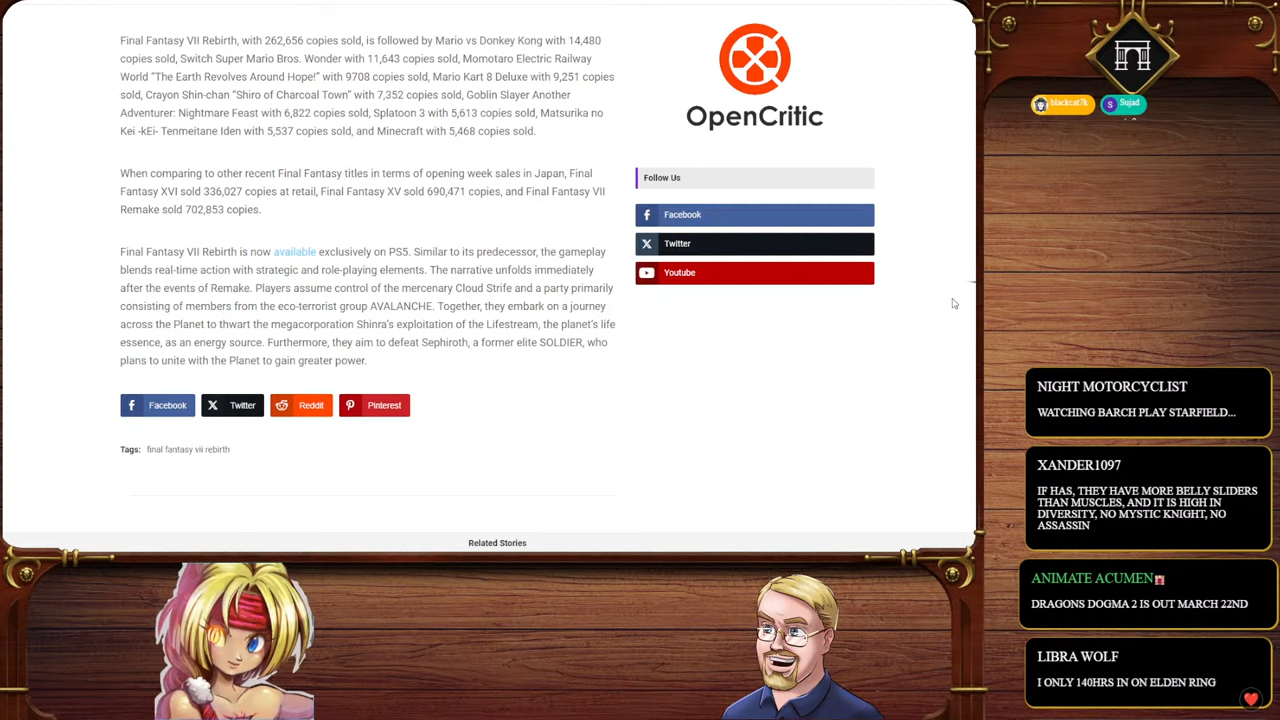 Final Fantasy VII Rebirth, with 262,656 copies sold, is followed by Mario vs Donkey Kong with 14,480
copies sold, Switch Super Mario Bros. Wonder with 11,643 copies sold, Momotaro Electric Railway
World “The Earth Revolves Around Hope!” with 9708 copies sold, Mario Kart 8 Deluxe with 9,251 copies
sold, Crayon Shin-chan “Shiro of Charcoal Town” with 7,352 copies sold, Goblin Slayer Another
Adventurer: Nightmare Feast with 6,822 copies sold, Splatoon 3 with 5,613 copies sold, Matsurika no
Kei -kEi- Tenmeitane Iden with 5,537 copies sold, and Minecraft with 5,468 copies sold.
When comparing to other recent Final Fantasy titles in terms of opening week sales in Japan, Final
Fantasy XVI sold 336,027 copies at retail, Final Fantasy XV sold 690,471 copies, and Final Fantasy VII
Remake sold 702,853 copies.
Final Fantasy VII Rebirth is now available exclusively on PS5. Similar to its predecessor, the gameplay
blends real-time action with strategic and role-playing elements. The narrative unfolds immediately
after the events of Remake. Players assume control of the mercenary Cloud Strife and a party primarily
consisting of members from the eco-terrorist group AVALANCHE. Together, they embark on a journey
across the Planet to thwart the megacorporation Shinra's exploitation of the Lifestream, the planet's life
essence, as an energy source. Furthermore, they aim to defeat Sephiroth, a former elite SOLDIER, who
plans to unite with the Planet to gain greater power.
Facebook
Twitter
Reddit
Pinterest
Tags: final fantasy vii rebirth
Related Stories
OpenCritic
Follow Us
Facebook
Twitter
Youtube
blackcat7k
S Sujad
NIGHT MOTORCYCLIST
WATCHING BARCH PLAY STARFIELD...
XANDER1097
IF HAS, THEY HAVE MORE BELLY SLIDERS
THAN MUSCLES, AND IT IS HIGH IN
DIVERSITY, NO MYSTIC KNIGHT, NO
ASSASSIN
ANIMATE ACUMEN
DRAGONS DOGMA 2 IS OUT MARCH 22ND
LIBRA WOLF
I ONLY 140HRS IN ON ELDEN RING